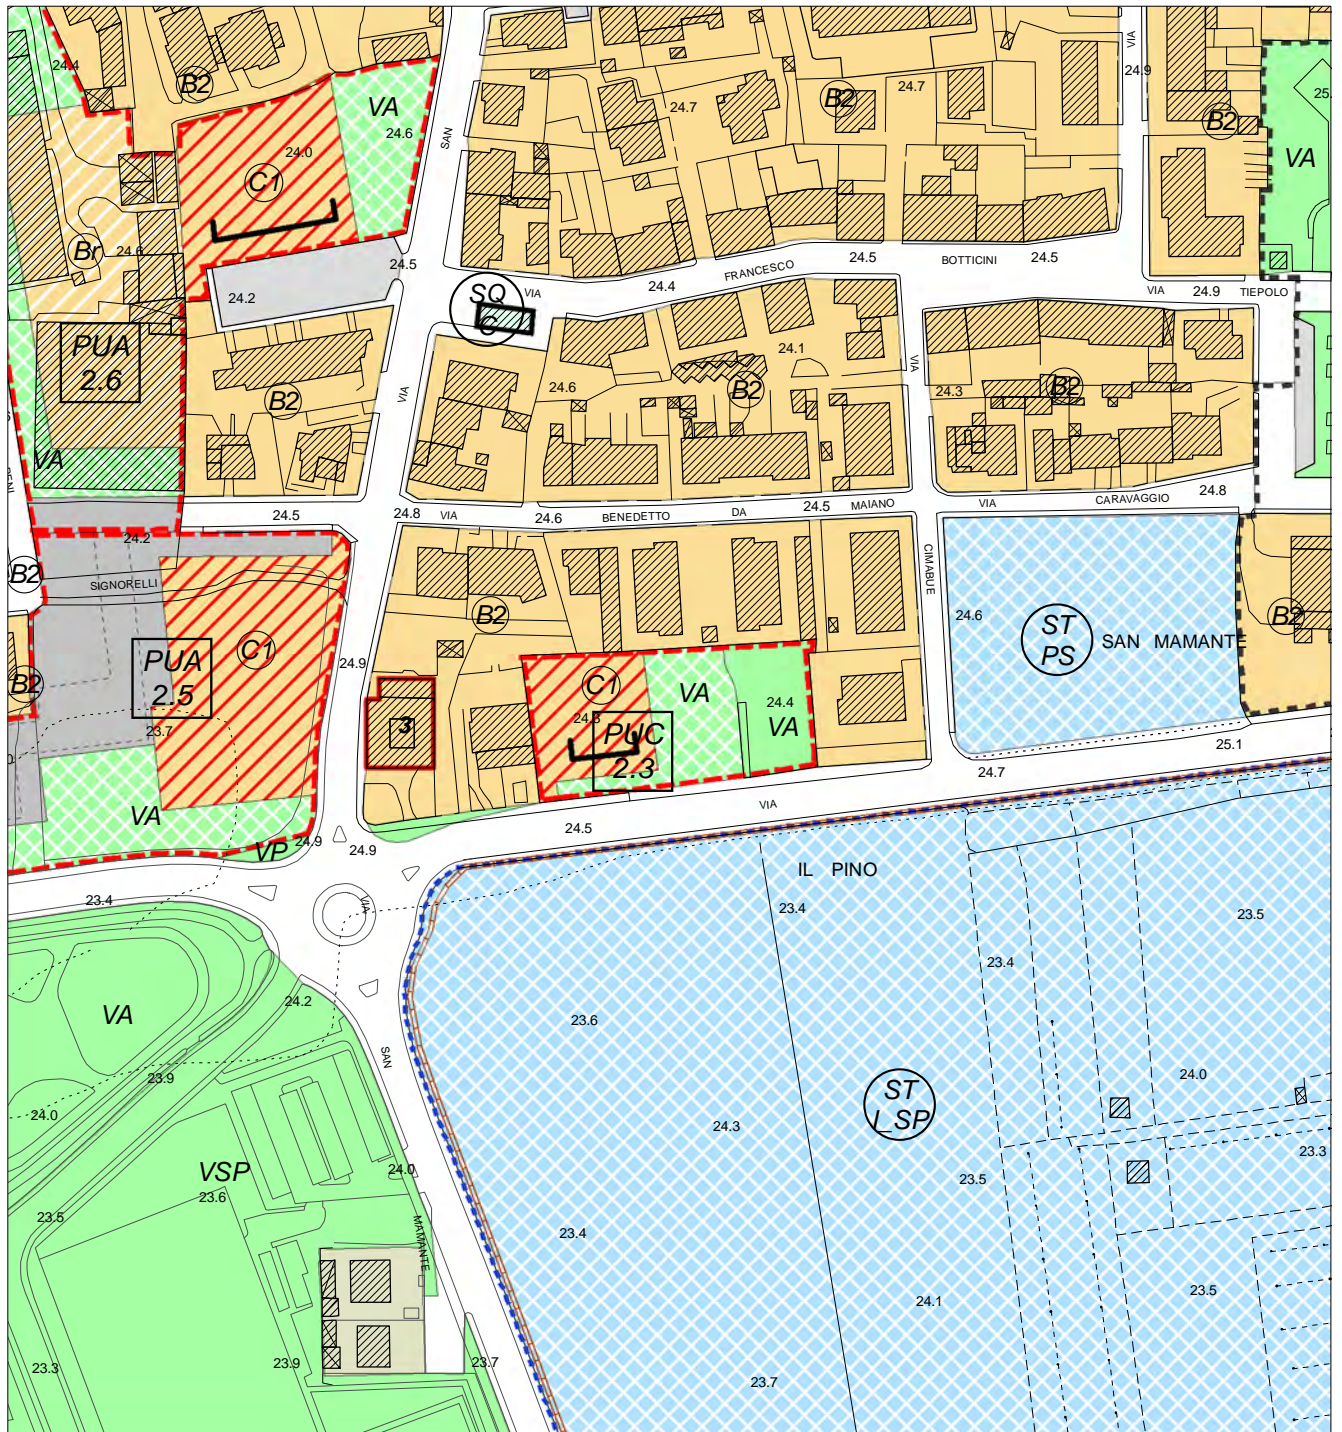 24.4
B2
VA
24.6
24.0
C1
SAN
24.7
B2
24.7
VIA
24.9
B2
VA
Br
24.6
24.5
24.2
SQ
C
VIA
24.4
FRANCESCO
24.5
BOTTICINI
24.5
VIA
24.9
TIEPOLO
PUA
2.6
B2
VIA
24.6
24.1
B2
VIA
24.3
B2
VA
24.5
24.8
VIA
24.6
BENEDETTO
DA
24.5
MAIANO
VIA
CARAVAGGIO
24.8
24.2
B2
SIGNORELLI
CIMABUE
24.6
ST
PS
SAN MAMANTE
B2
B2
C1
PUA
2.5
24.9
B2
B2
3
C1
24.3
PUC
2.3
VA
24.4
VA
23.7
25.1
24.7
VA
VIA
24.5
VP
24.9
24.9
IL PINO
23.4
VIA
23.4
23.5
23.4
VA
24.2
23.6
SAN
23.9
24.0
24.0
ST
I_SP
24.3
23.3
VSP
24.0
23.6
23.5
23.5
MAMANTE
23.4
23.5
24.1
23.3
23.9
23.7
23.7